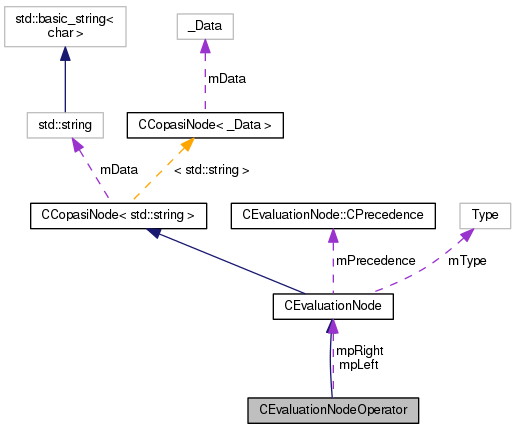 std::basic_string<
char >
_Data
mData
std::string
CCopasiNode< _Data >
mData
< std::string >
CCopasiNode< std::string >
CEvaluationNode::CPrecedence
Type
mPrecedence
mType
CEvaluationNode
mpRight
mpLeft
CEvaluationNodeOperator